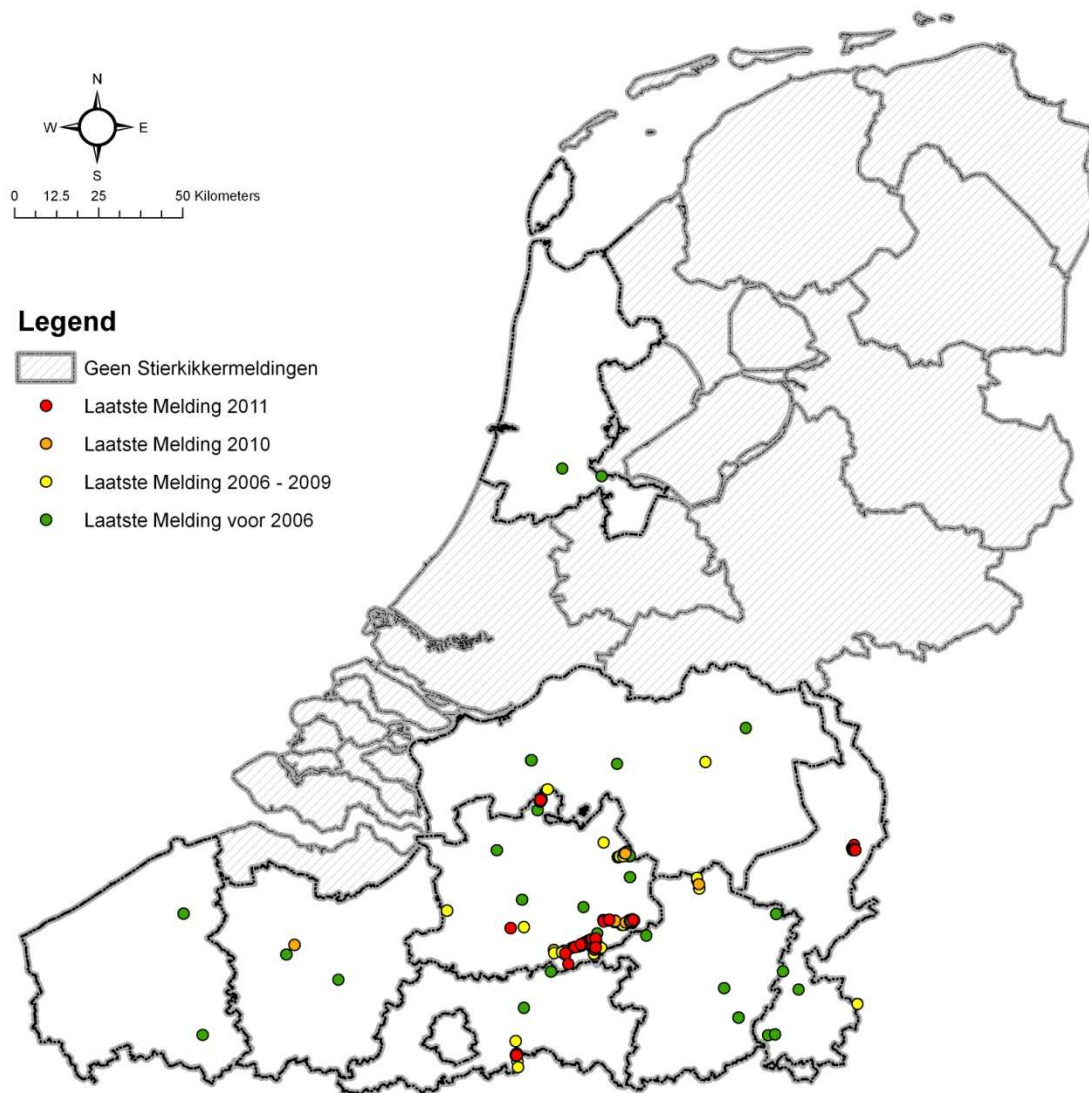 N
W E
S
0 12.5 25 50 Kilometers
Legend
Geen Stierkikkermeldingen
Laatste Melding 2011
Laatste Melding 2010
Laatste Melding 2006 - 2009
Laatste Melding voor 2006